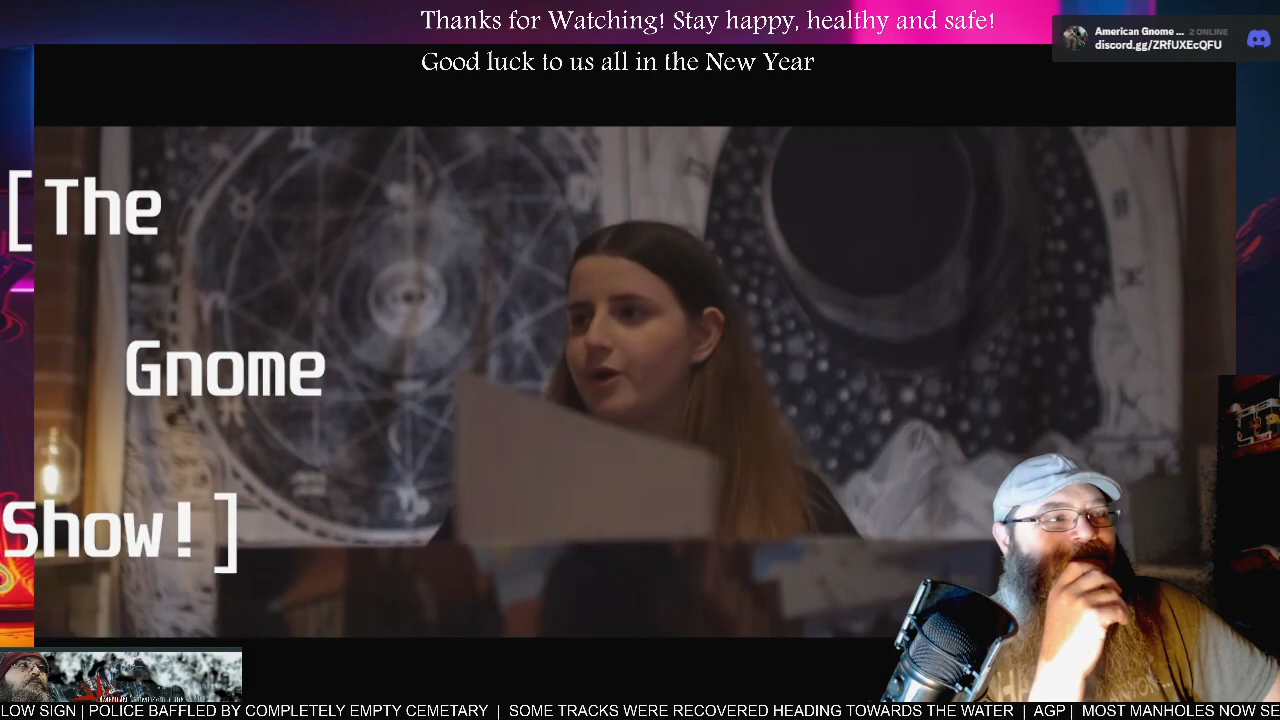 Thanks for Watching! Stay happy, healthy and safe!
Good luck to us all in the New Year
American Gnome ... 2 ONLINE
discord.gg/ZRfUXEcQFU
[The
Gnome
Show!]
LOW SIGN | POLICE BAFFLED BY COMPLETELY EMPTY CEMETARY | SOME TRACKS WERE RECOVERED HEADING TOWARDS THE WATER | AGP | MOST MANHOLES NOW SE